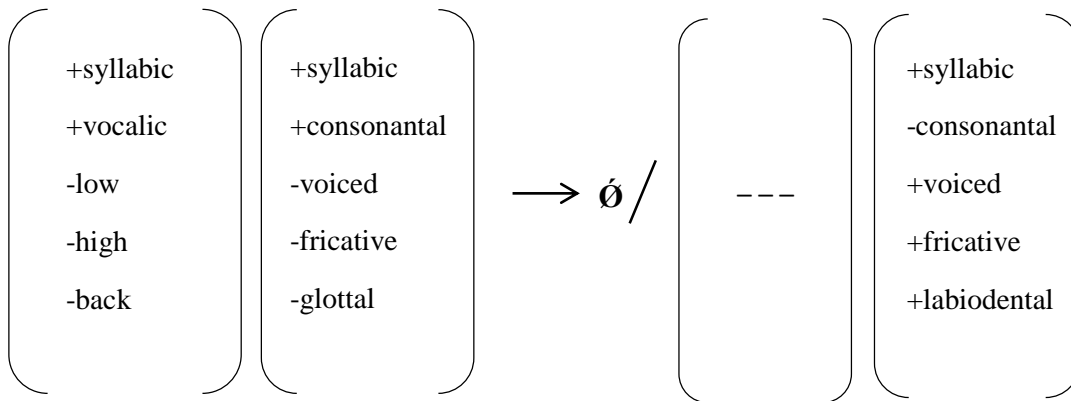 +syllabic +syllabic +syllabic
+vocalic +consonantal -consonantal
-low -voiced → Ǿ / --- +voiced
-high -fricative +fricative
-back -glottal +labiodental